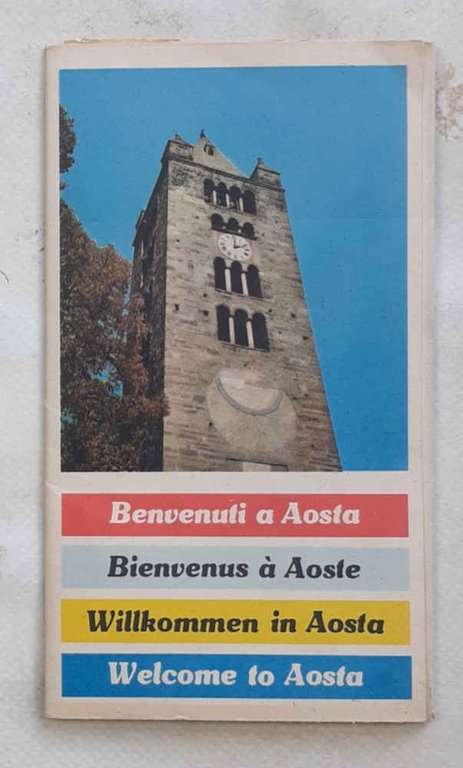 Benvenuti a Aosta
Bienvenus à Aoste
Willkommen in Aosta
Welcome to Aosta